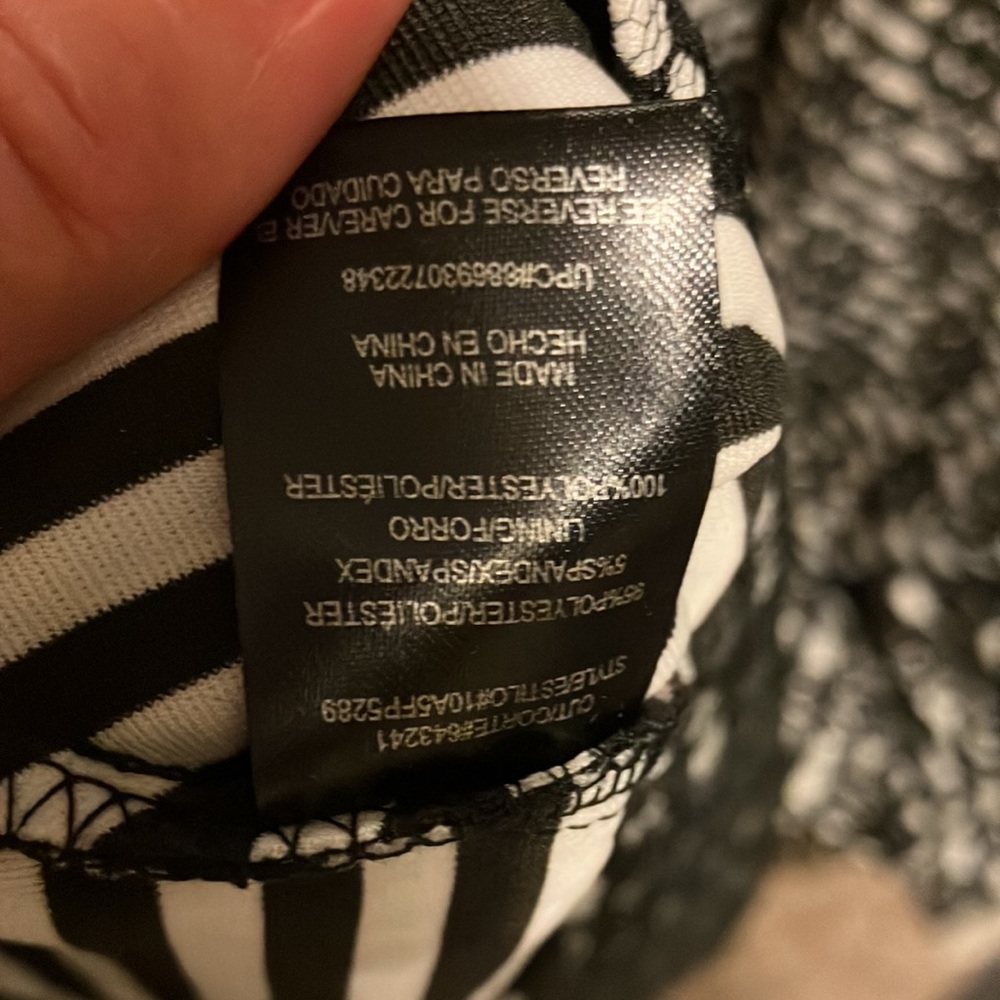 CUT/CORTE#643241
STYLE/ESTILO#10A5FP5289
95%POLYESTER/POLIÉSTER
5%SPANDEX/SPANDEX
LINING/FORRO
100%POLYESTER/POLIÉSTER
MADE IN CHINA
HECHO EN CHINA
UPC#886930722348
SEE REVERSE FOR CARE/VER EL
REVERSO PARA CUIDADO